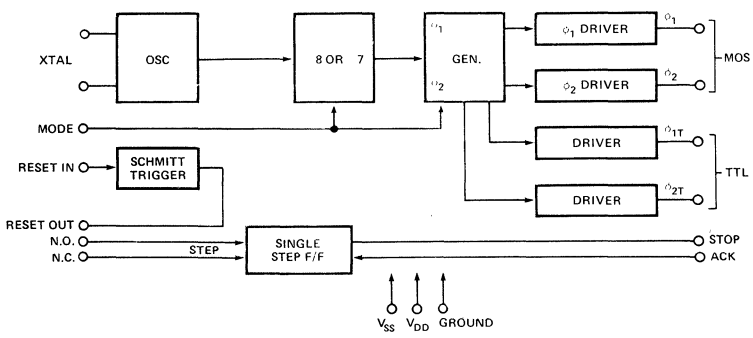 XTAL
OSC
8 OR 7
ϕ1
GEN.
ϕ2
ϕ1 DRIVER
ϕ1
ϕ2 DRIVER
ϕ2
MOS
MODE
DRIVER
ϕ1T
DRIVER
ϕ2T
TTL
RESET IN
SCHMITT
TRIGGER
RESET OUT
N.O.
N.C.
STEP
SINGLE
STEP F/F
STOP
ACK
VSS
VDD
GROUND